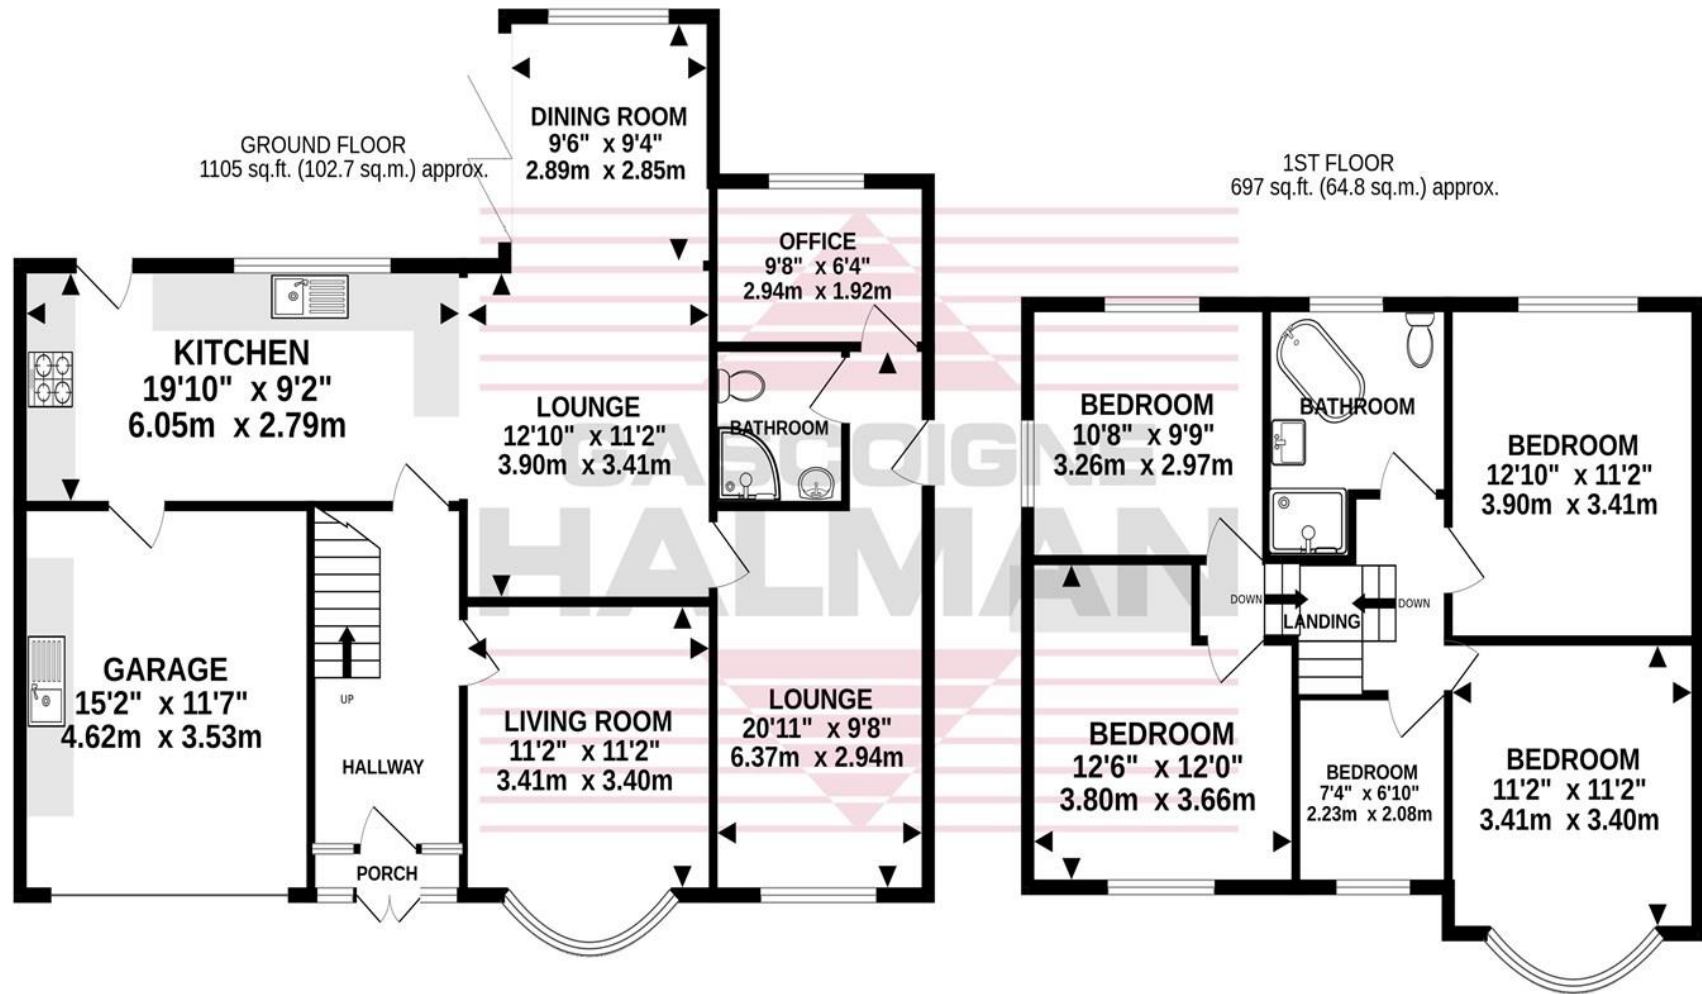 GROUND FLOOR
1105 sq.ft. (102.7 sq.m.) approx.
DINING ROOM
9'6" x 9'4"
2.89m x 2.85m
OFFICE
9'8" x 6'4"
2.94m x 1.92m
KITCHEN
19'10" x 9'2"
6.05m x 2.79m
LOUNGE
12'10" x 11'2"
3.90m x 3.41m
BATHROOM
GARAGE
15'2" x 11'7"
4.62m x 3.53m
UP
HALLWAY
PORCH
LIVING ROOM
11'2" x 11'2"
3.41m x 3.40m
LOUNGE
20'11" x 9'8"
6.37m x 2.94m
GASCOIGNE
HALMAN
1ST FLOOR
697 sq.ft. (64.8 sq.m.) approx.
BEDROOM
10'8" x 9'9"
3.26m x 2.97m
BATHROOM
BEDROOM
12'10" x 11'2"
3.90m x 3.41m
DOWN
DOWN
LANDING
BEDROOM
12'6" x 12'0"
3.80m x 3.66m
BEDROOM
7'4" x 6'10"
2.23m x 2.08m
BEDROOM
11'2" x 11'2"
3.41m x 3.40m